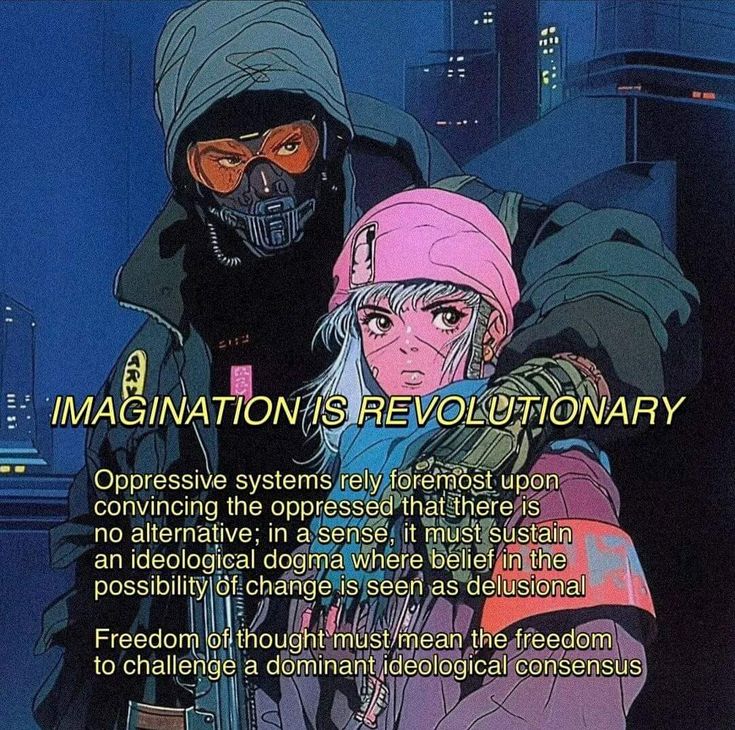 IMAGINATION IS REVOLUTIONARY
Oppressive systems rely foremost upon
convincing the oppressed that there is
no alternative; in a sense, it must sustain
an ideological dogma where belief in the
possibility of change is seen as delusional
Freedom of thought must mean the freedom
to challenge a dominant ideological consensus